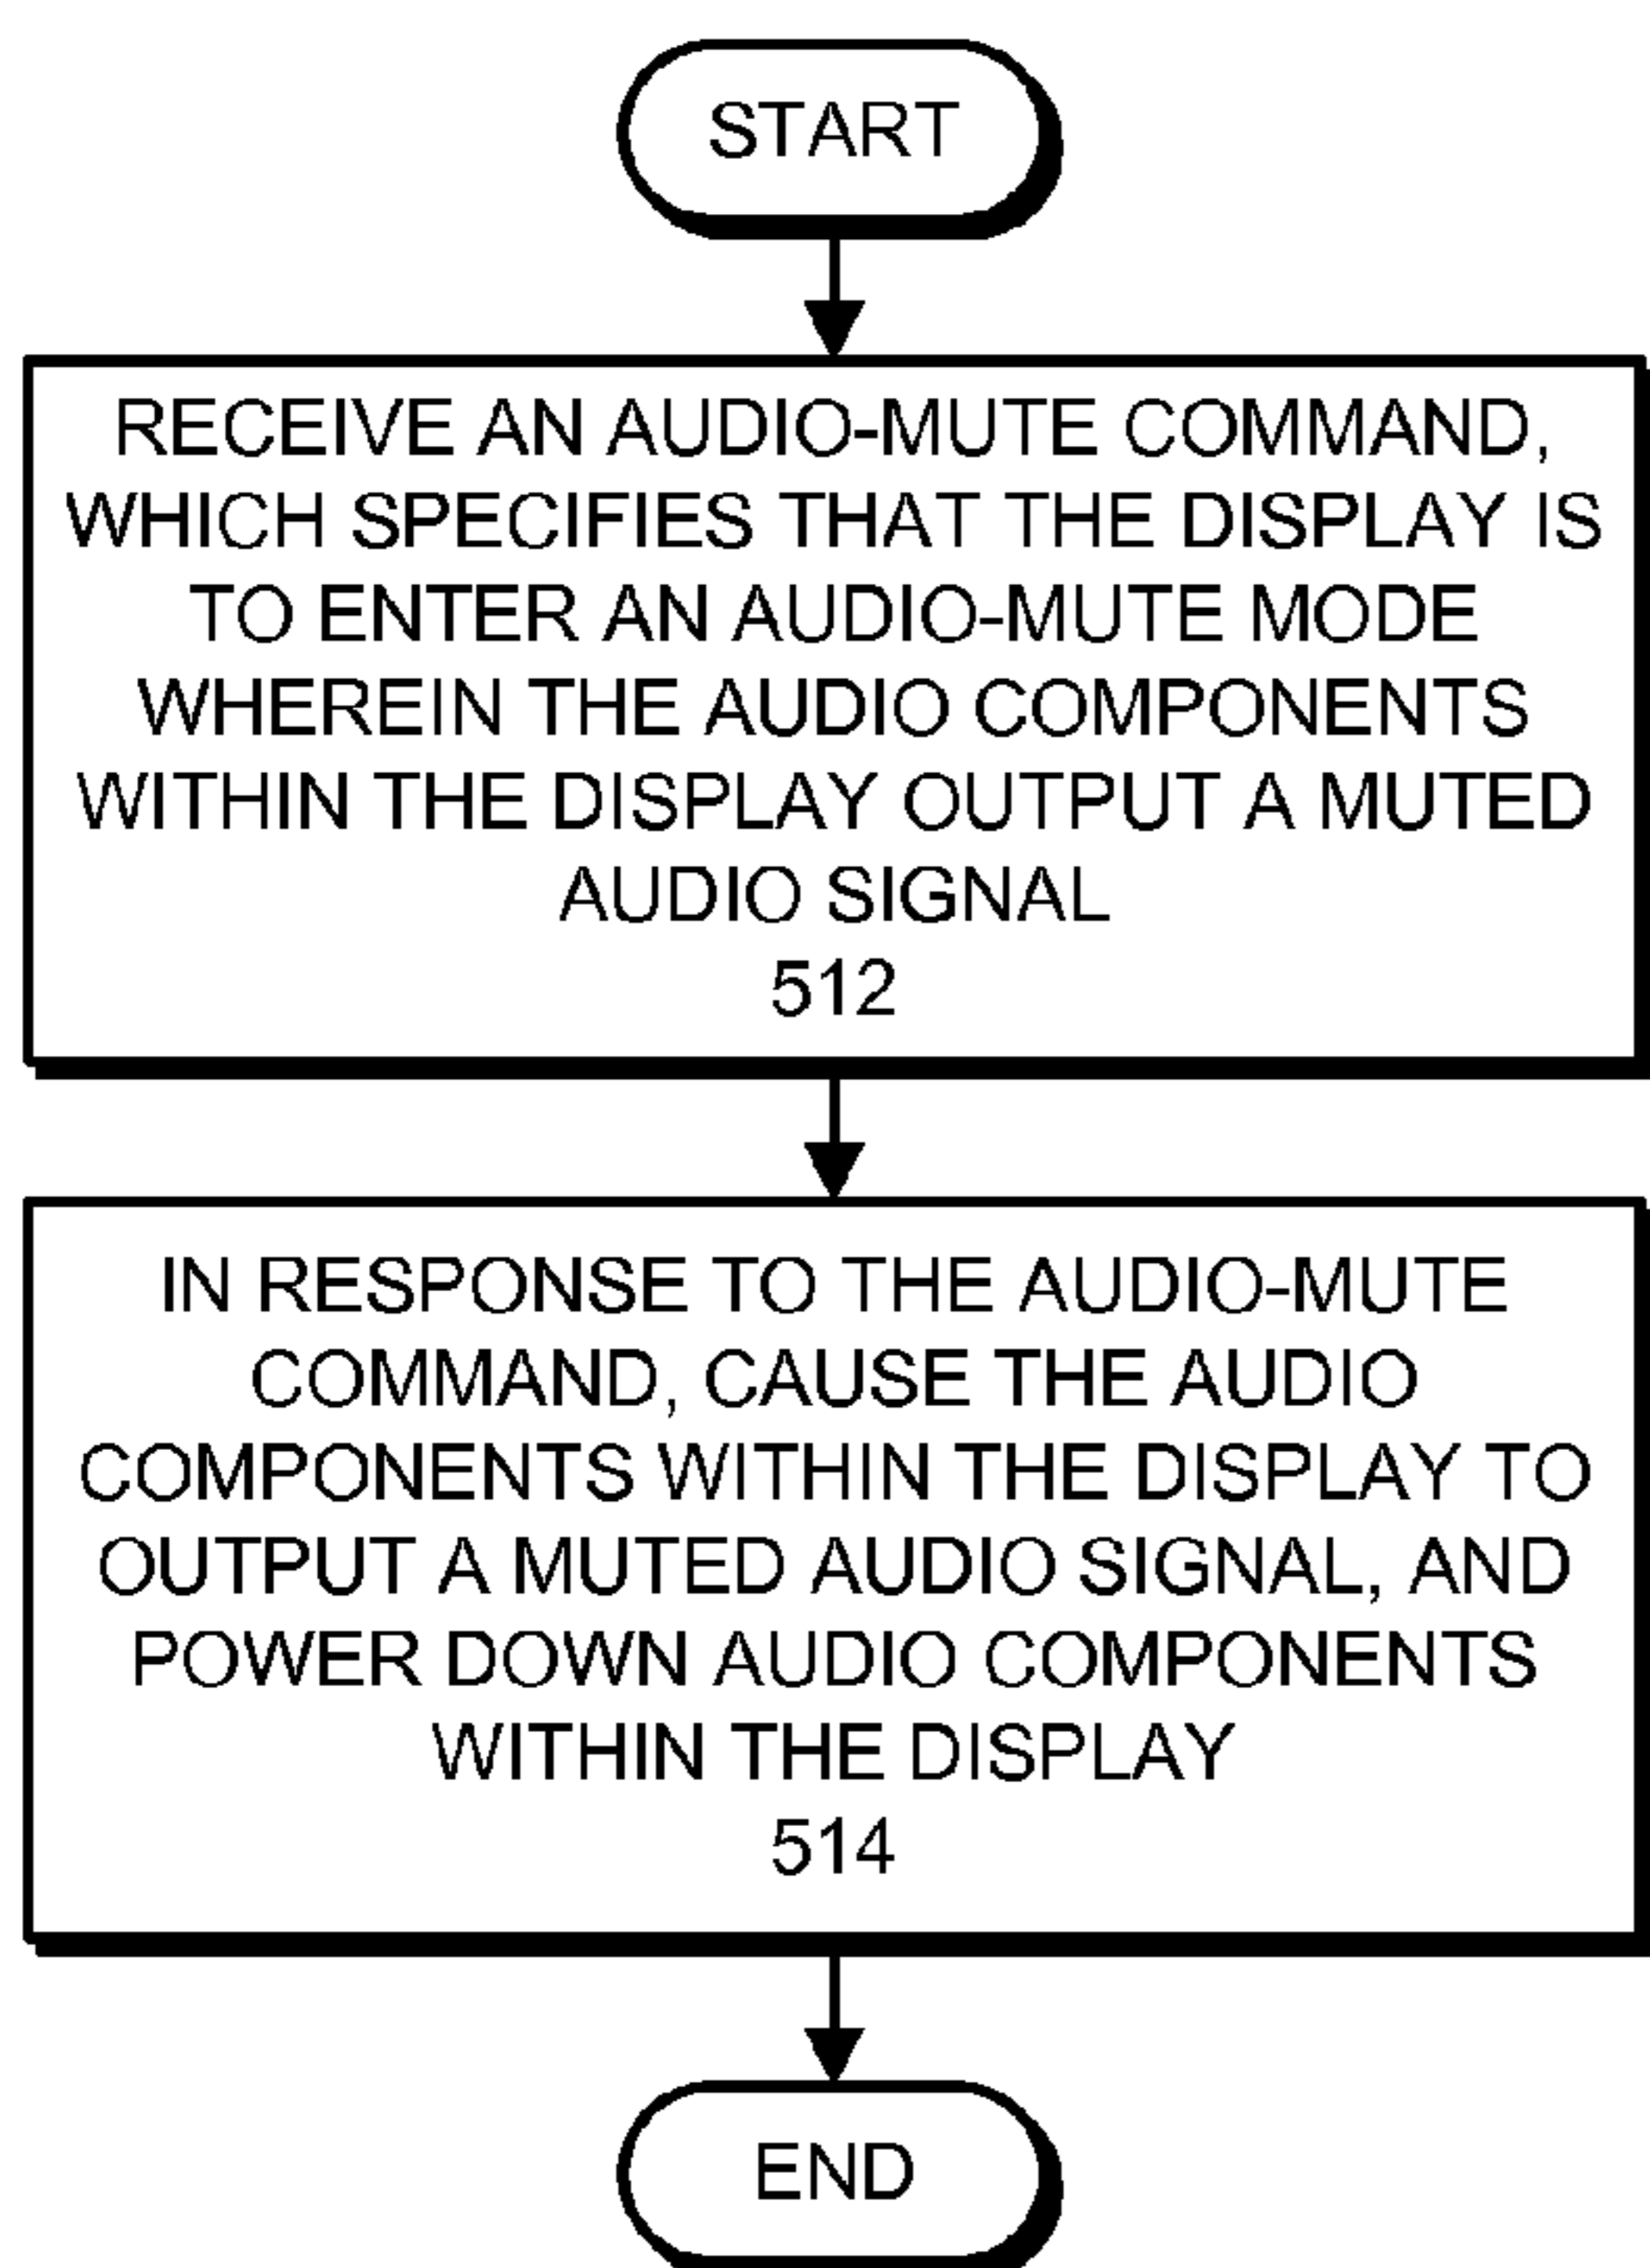 START
RECEIVE AN AUDIO-MUTE COMMAND,
WHICH SPECIFIES THAT THE DISPLAY IS
TO ENTER AN AUDIO-MUTE MODE
WHEREIN THE AUDIO COMPONENTS
WITHIN THE DISPLAY OUTPUT A MUTED
AUDIO SIGNAL
512
IN RESPONSE TO THE AUDIO-MUTE
COMMAND, CAUSE THE AUDIO
COMPONENTS WITHIN THE DISPLAY TO
OUTPUT A MUTED AUDIO SIGNAL, AND
POWER DOWN AUDIO COMPONENTS
WITHIN THE DISPLAY
514
END